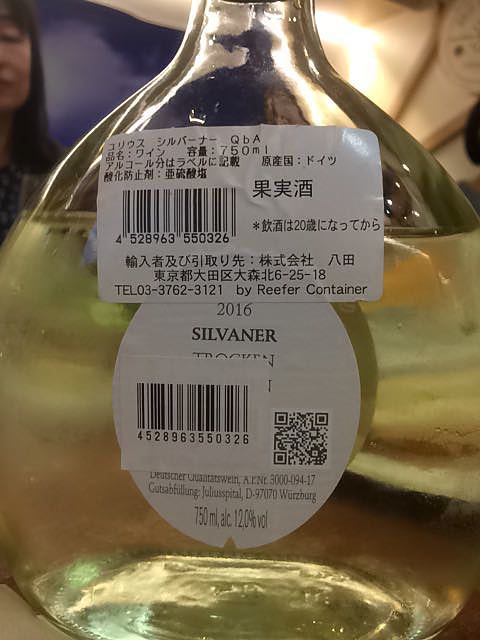 ユリウス シルバーナー QbA
品名:ワイン 容量:750ml
アルコール分はラベルに記載 原産国:ドイツ
酸化防止剤:亜硫酸塩
果実酒
4 528963 550326
*飲酒は20歳になってから
輸入者及び引取り先:株式会社 八田
東京都大田区大森北6-25-18
TEL03-3762-3121 by Reefer Container
2016
SILVANER
TROCKEN
4528963550326
Deutscher Qualitätswein, A.P.Nr. 3000-094-17
Gutsabfüllung: Juliusspital, D-97070 Würzburg
750 ml, alc. 12,0% vol